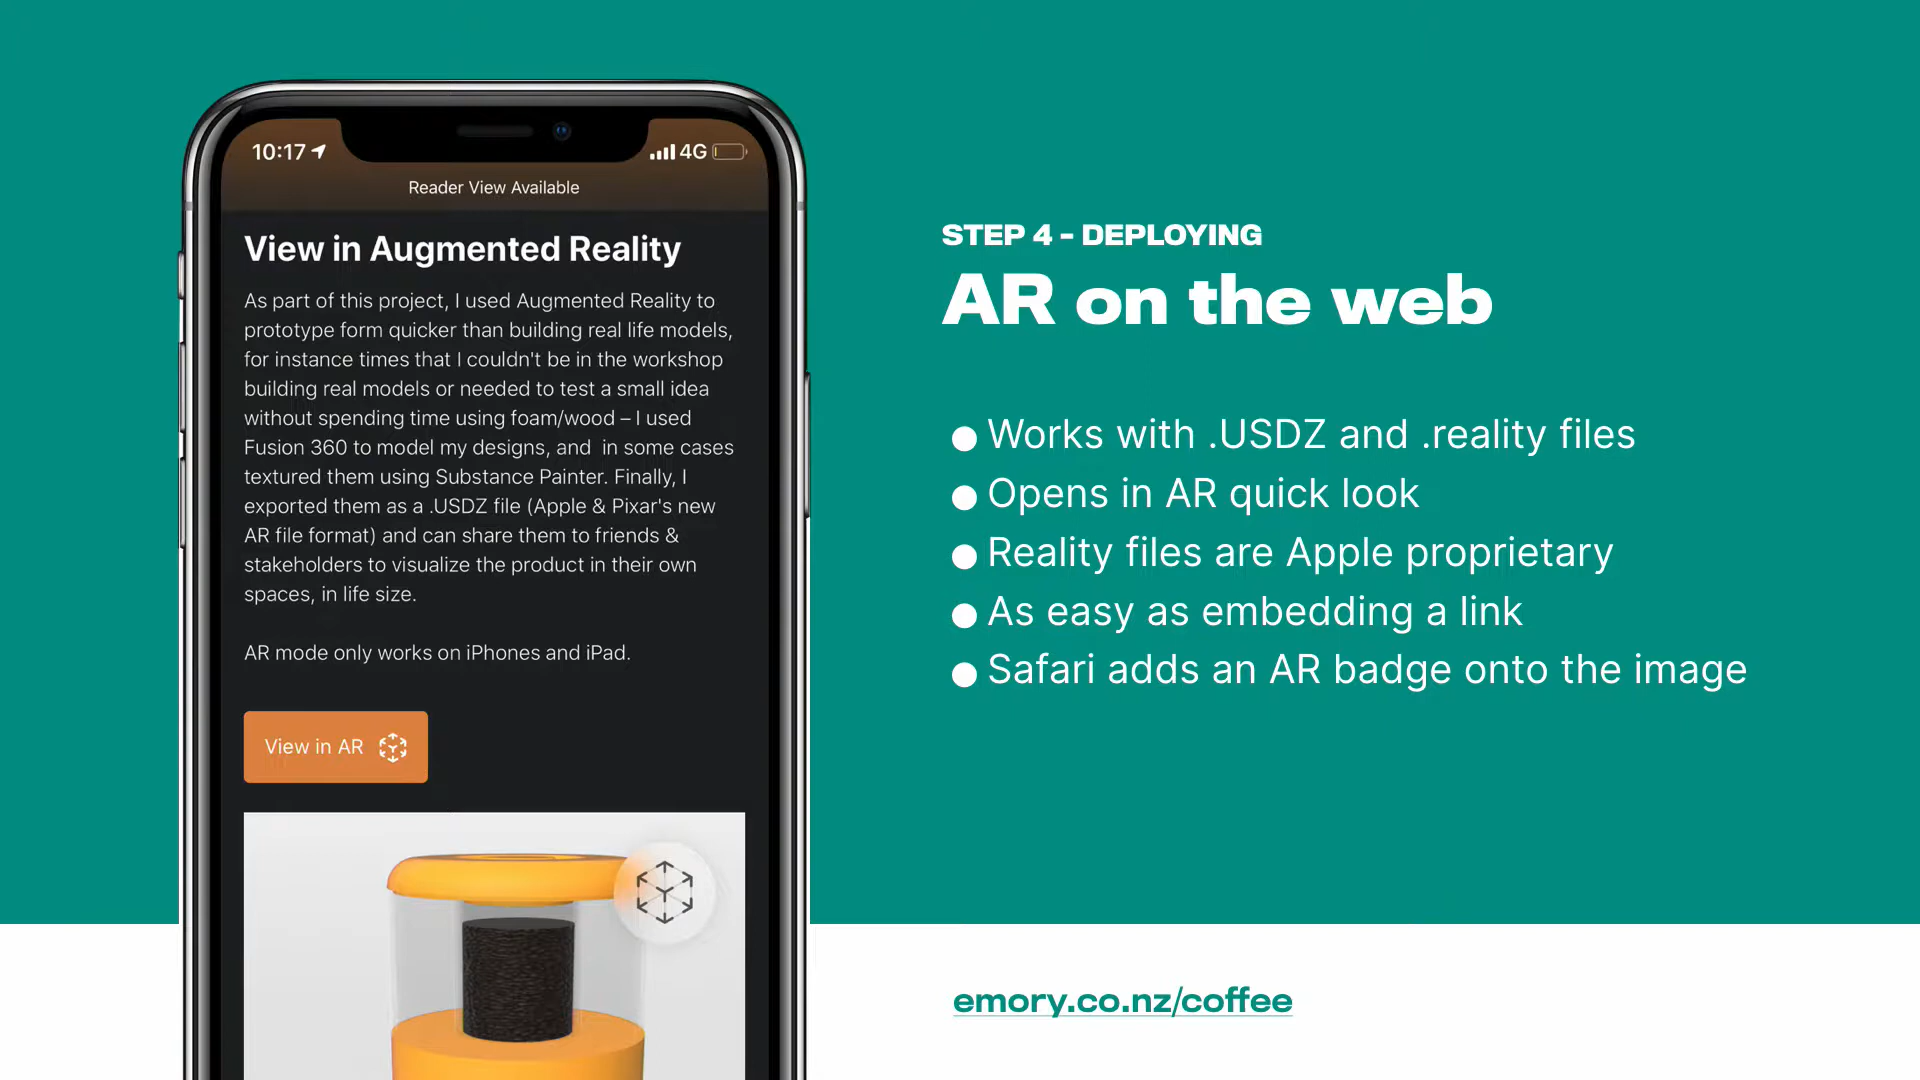 10:17
4G
Reader View Available
View in Augmented Reality
As part of this project, I used Augmented Reality to
prototype form quicker than building real life models,
for instance times that I couldn't be in the workshop
building real models or needed to test a small idea
without spending time using foam/wood – I used
Fusion 360 to model my designs, and  in some cases
textured them using Substance Painter. Finally, I
exported them as a .USDZ file (Apple & Pixar's new
AR file format) and can share them to friends &
stakeholders to visualize the product in their own
spaces, in life size.
AR mode only works on iPhones and iPad.
View in AR
STEP 4 - DEPLOYING
AR on the web
● Works with .USDZ and .reality files
● Opens in AR quick look
● Reality files are Apple proprietary
● As easy as embedding a link
● Safari adds an AR badge onto the image
emory.co.nz/coffee